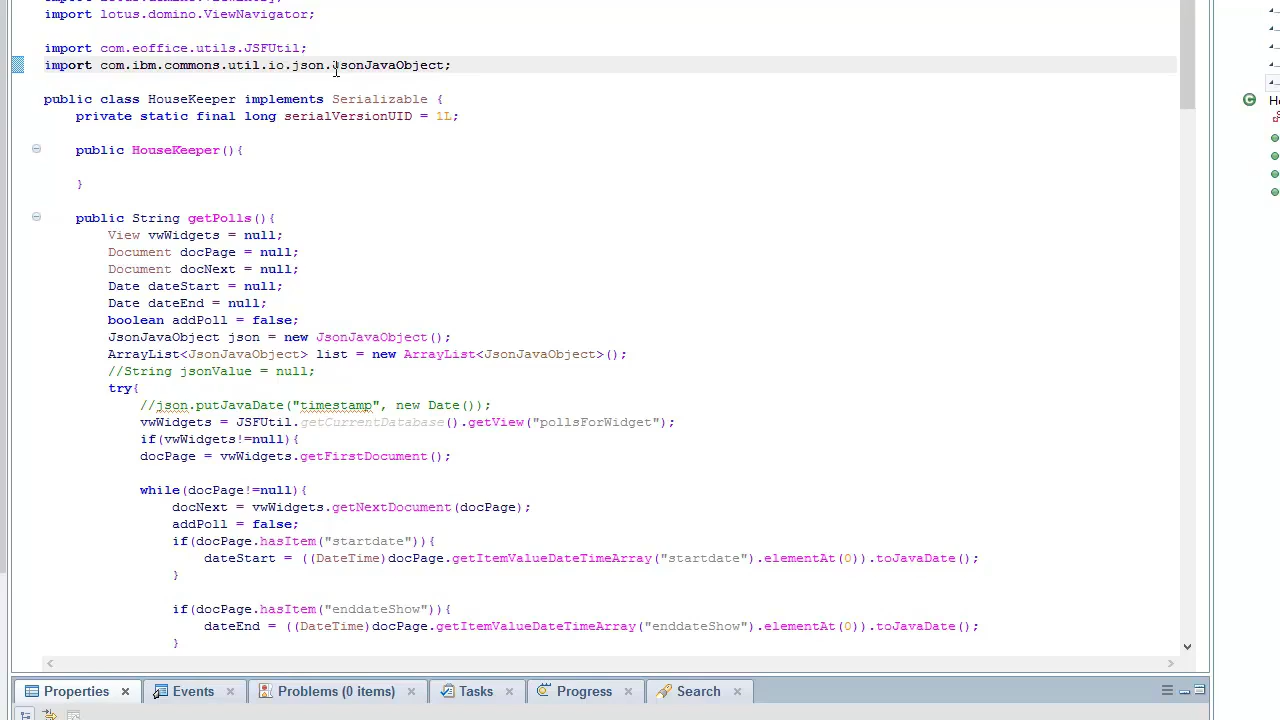 import lotus.domino.ViewNavigator;
import com.eoffice.utils.JSFUtil;
import com.ibm.commons.util.io.json.JsonJavaObject;
public class HouseKeeper implements Serializable {
private static final long serialVersionUID = 1L;
public HouseKeeper(){
}
public String getPolls(){
View vwWidgets = null;
Document docPage = null;
Document docNext = null;
Date dateStart = null;
Date dateEnd = null;
boolean addPoll = false;
JsonJavaObject json = new JsonJavaObject();
ArrayList<JsonJavaObject> list = new ArrayList<JsonJavaObject>();
//String jsonValue = null;
try{
//json.putJavaDate("timestamp", new Date());
vwWidgets = JSFUtil.getCurrentDatabase().getView("pollsForWidget");
if(vwWidgets!=null){
docPage = vwWidgets.getFirstDocument();
while(docPage!=null){
docNext = vwWidgets.getNextDocument(docPage);
addPoll = false;
if(docPage.hasItem("startdate")){
dateStart = ((DateTime)docPage.getItemValueDateTimeArray("startdate").elementAt(0)).toJavaDate();
}
if(docPage.hasItem("enddateShow")){
dateEnd = ((DateTime)docPage.getItemValueDateTimeArray("enddateShow").elementAt(0)).toJavaDate();
}
Properties Events Problems (0 items) Tasks Progress Search